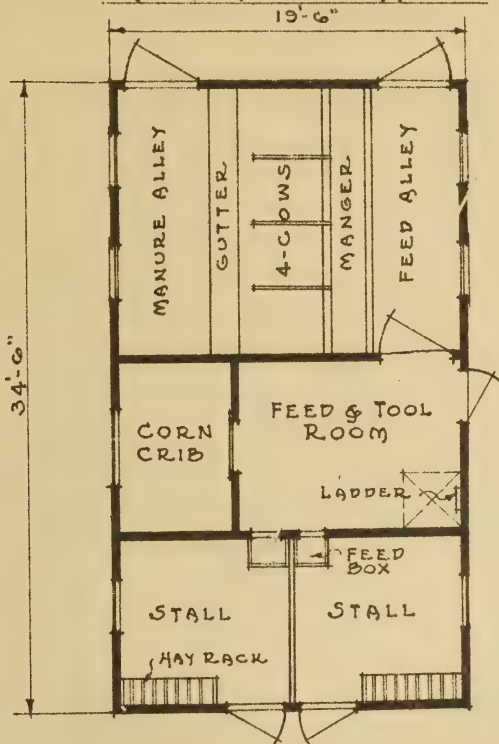 19'-6"
34'-6"
MANURE ALLEY
GUTTER
4-COWS
MANGER
FEED ALLEY
CORN
CRIB
FEED & TOOL
ROOM
LADDER
FEED
BOX
STALL
STALL
HAY RACK